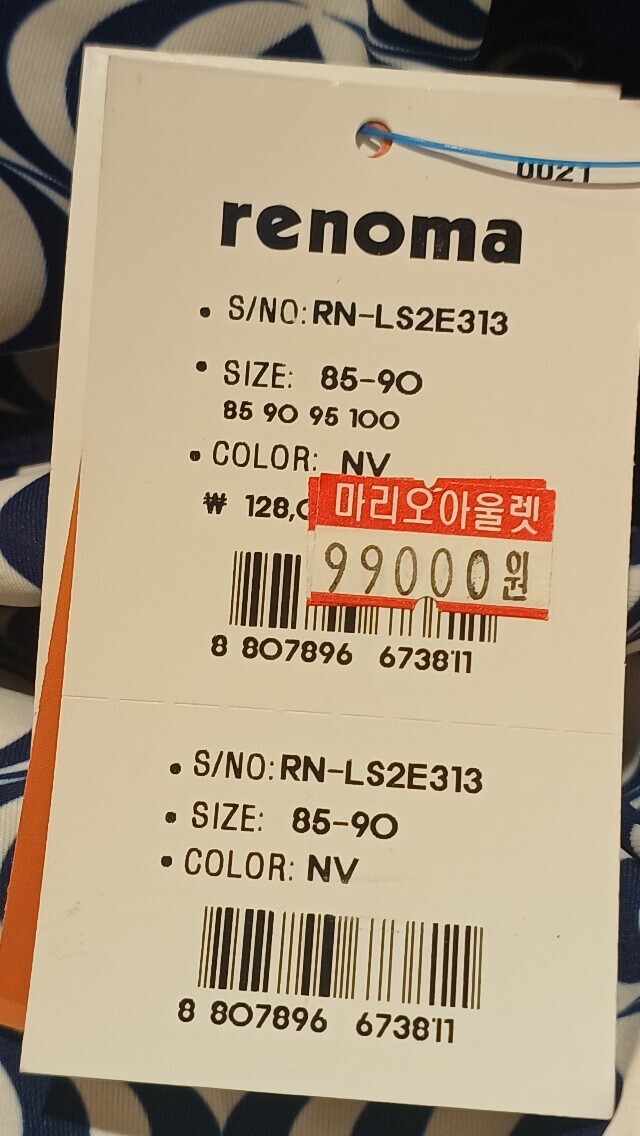 0021
renoma
• S/NO: RN-LS2E313
• SIZE: 85-90
85 90 95 100
• COLOR: NV
₩ 128,
마리오아울렛
99000원
8 807896 673811
• S/NO: RN-LS2E313
• SIZE: 85-90
• COLOR: NV
8 807896 673811